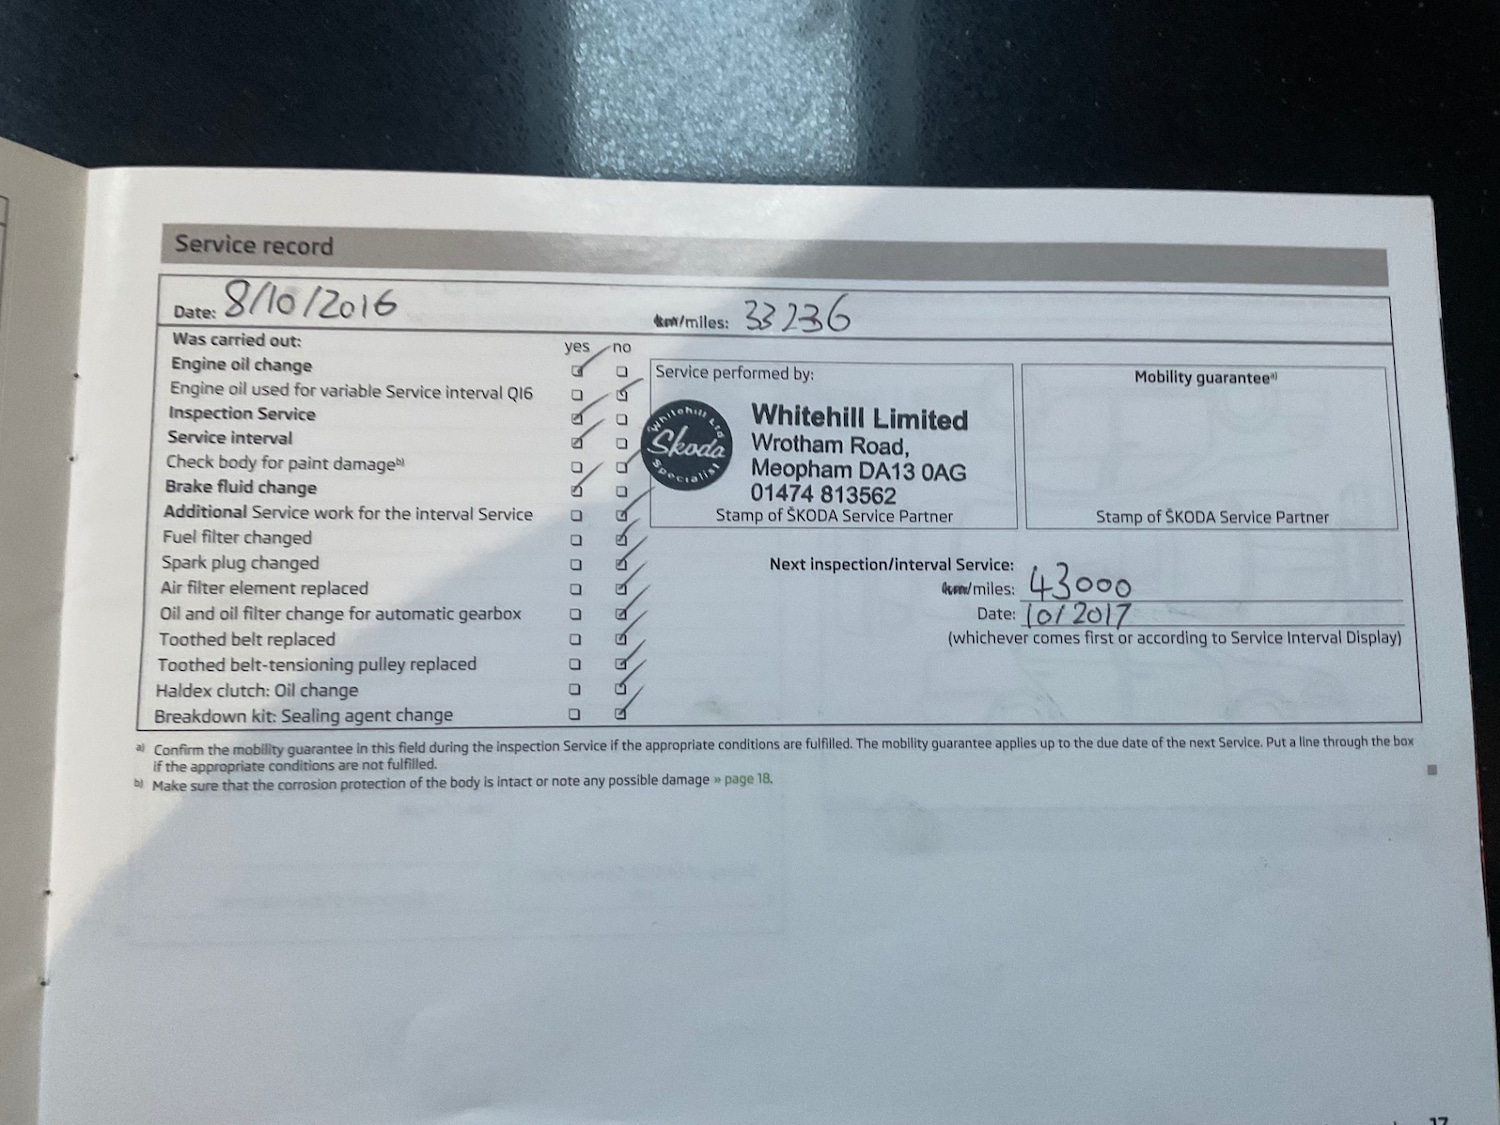 Service record
Date: 8/10/2016
km/miles: 33236
Was carried out:
yes no
Engine oil change
Engine oil used for variable Service interval QI6
Inspection Service
Service interval
Check body for paint damageb)
Brake fluid change
Additional Service work for the interval Service
Fuel filter changed
Spark plug changed
Air filter element replaced
Oil and oil filter change for automatic gearbox
Toothed belt replaced
Toothed belt-tensioning pulley replaced
Haldex clutch: Oil change
Breakdown kit: Sealing agent change
Service performed by:
Whitehill Ltd
Skoda
Specialist
Whitehill Limited
Wrotham Road,
Meopham DA13 0AG
01474 813562
Stamp of ŠKODA Service Partner
Mobility guaranteea)
Stamp of ŠKODA Service Partner
Next inspection/interval Service:
km/miles: 43000
Date: 10/2017
(whichever comes first or according to Service Interval Display)
a) Confirm the mobility guarantee in this field during the inspection Service if the appropriate conditions are fulfilled. The mobility guarantee applies up to the due date of the next Service. Put a line through the box
if the appropriate conditions are not fulfilled.
b) Make sure that the corrosion protection of the body is intact or note any possible damage » page 18.
17